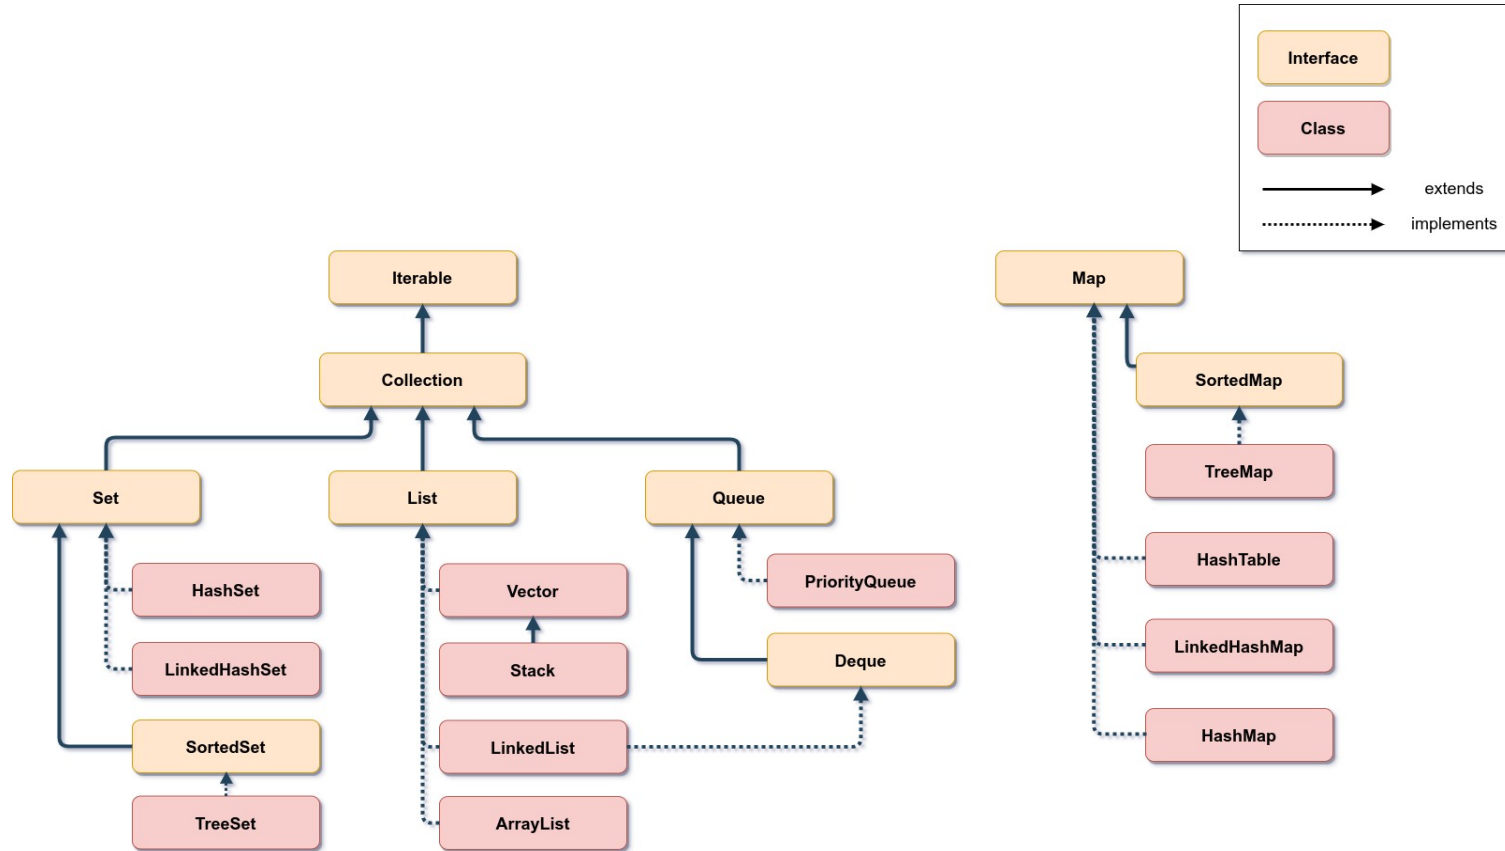 Interface
Class
extends
implements
Iterable
Map
Collection
SortedMap
Set
List
Queue
TreeMap
HashSet
Vector
PriorityQueue
HashTable
LinkedHashSet
Stack
Deque
LinkedHashMap
SortedSet
LinkedList
HashMap
TreeSet
ArrayList